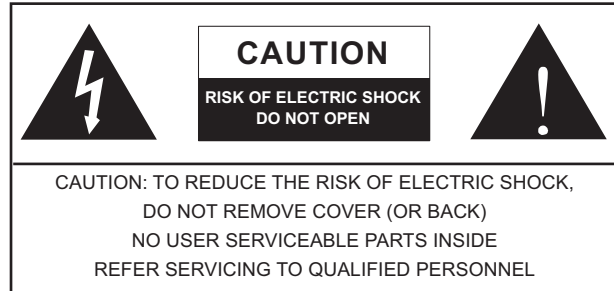 CAUTION
RISK OF ELECTRIC SHOCK
DO NOT OPEN
CAUTION: TO REDUCE THE RISK OF ELECTRIC SHOCK,
DO NOT REMOVE COVER (OR BACK)
NO USER SERVICEABLE PARTS INSIDE
REFER SERVICING TO QUALIFIED PERSONNEL